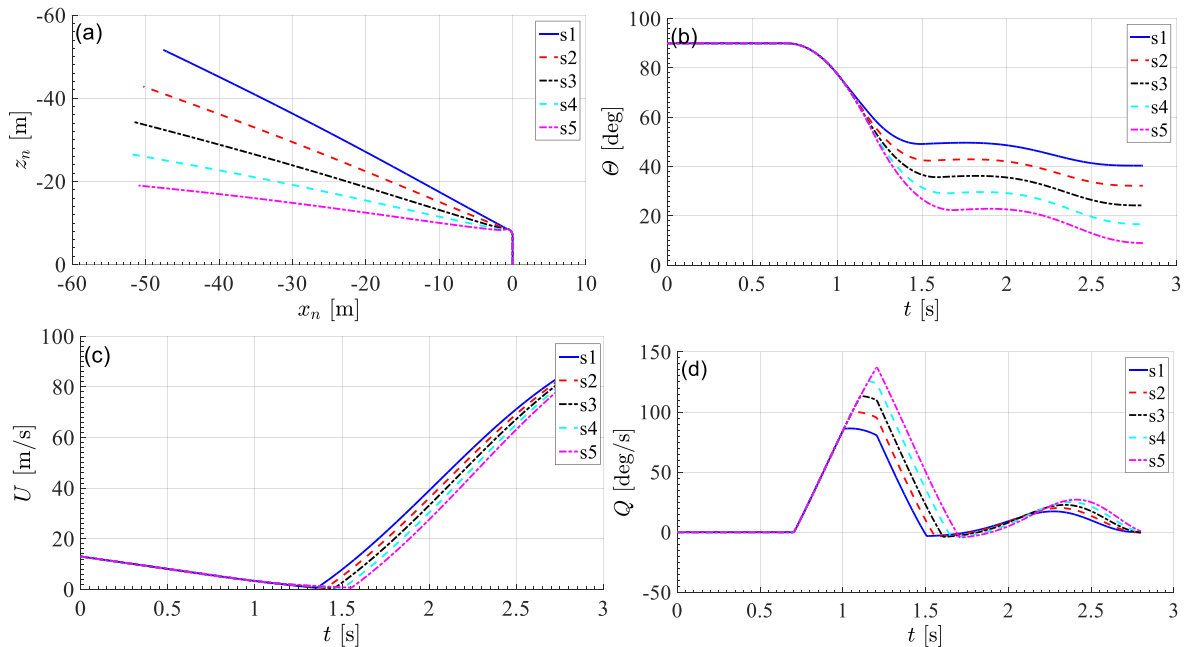 (a)
-60
-40
-20
0
z_n [m]
-60 -50 -40 -30 -20 -10 0 10
x_n [m]
s1
s2
s3
s4
s5
(b)
100
80
60
40
20
0
Θ [deg]
0 0.5 1 1.5 2 2.5 3
t [s]
s1
s2
s3
s4
s5
(c)
100
80
60
40
20
0
U [m/s]
0 0.5 1 1.5 2 2.5 3
t [s]
s1
s2
s3
s4
s5
(d)
150
100
50
0
-50
Q [deg/s]
0 0.5 1 1.5 2 2.5 3
t [s]
s1
s2
s3
s4
s5